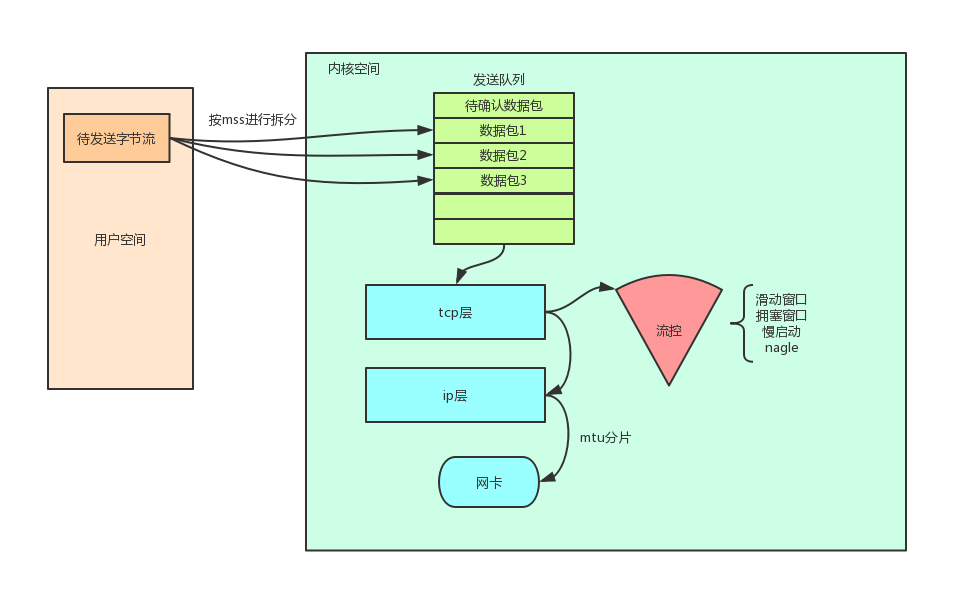 内核空间
发送队列
待确认数据包
按mss进行拆分
数据包1
待发送字节流
数据包2
数据包3
用户空间
滑动窗口
tcp层
拥塞窗口
流控
慢启动
nagle
ip层
mtu分片
网卡